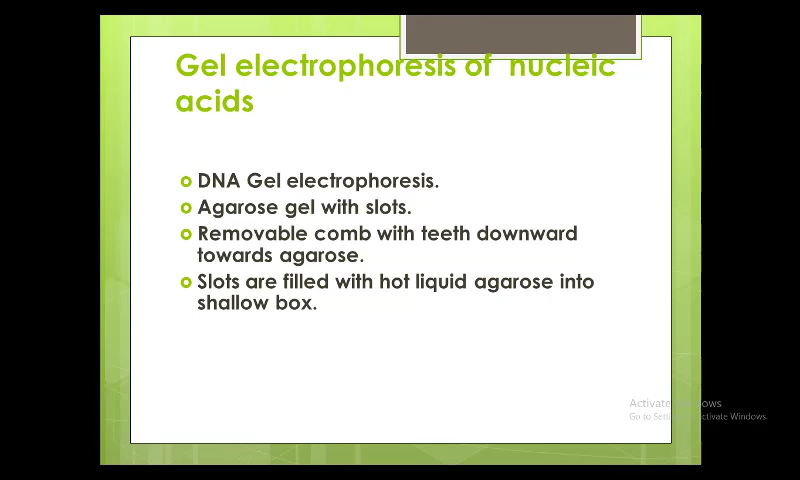 Gel electrophoresis of nucleic
acids
DNA Gel electrophoresis.
Agarose gel with slots.
Removable comb with teeth downward
towards agarose.
Slots are filled with hot liquid agarose into
shallow box.
Activate Windows
Go to Settings to activate Windows.